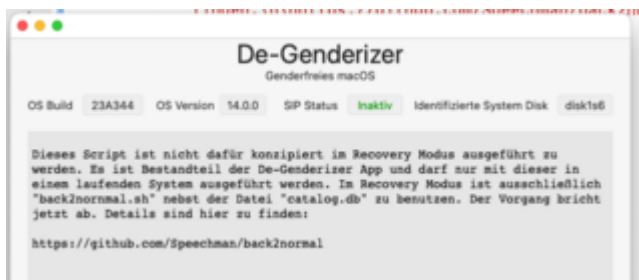 De-Genderizer
Genderfreies macOS
OS Build 23A344 OS Version 14.0.0 SIP Status Inaktiv Identifizierte System Disk disk1s6
Dieses Script ist nicht dafür konzipiert im Recovery Modus ausgeführt zu
werden. Es ist Bestandteil der De-Genderizer App und darf nur mit dieser in
einem laufenden System ausgeführt werden. Im Recovery Modus ist ausschließlich
"back2nornmal.sh" nebst der Datei "catalog.db" zu benutzen. Der Vorgang bricht
jetzt ab. Details sind hier zu finden:
https://github.com/Speechman/back2normal